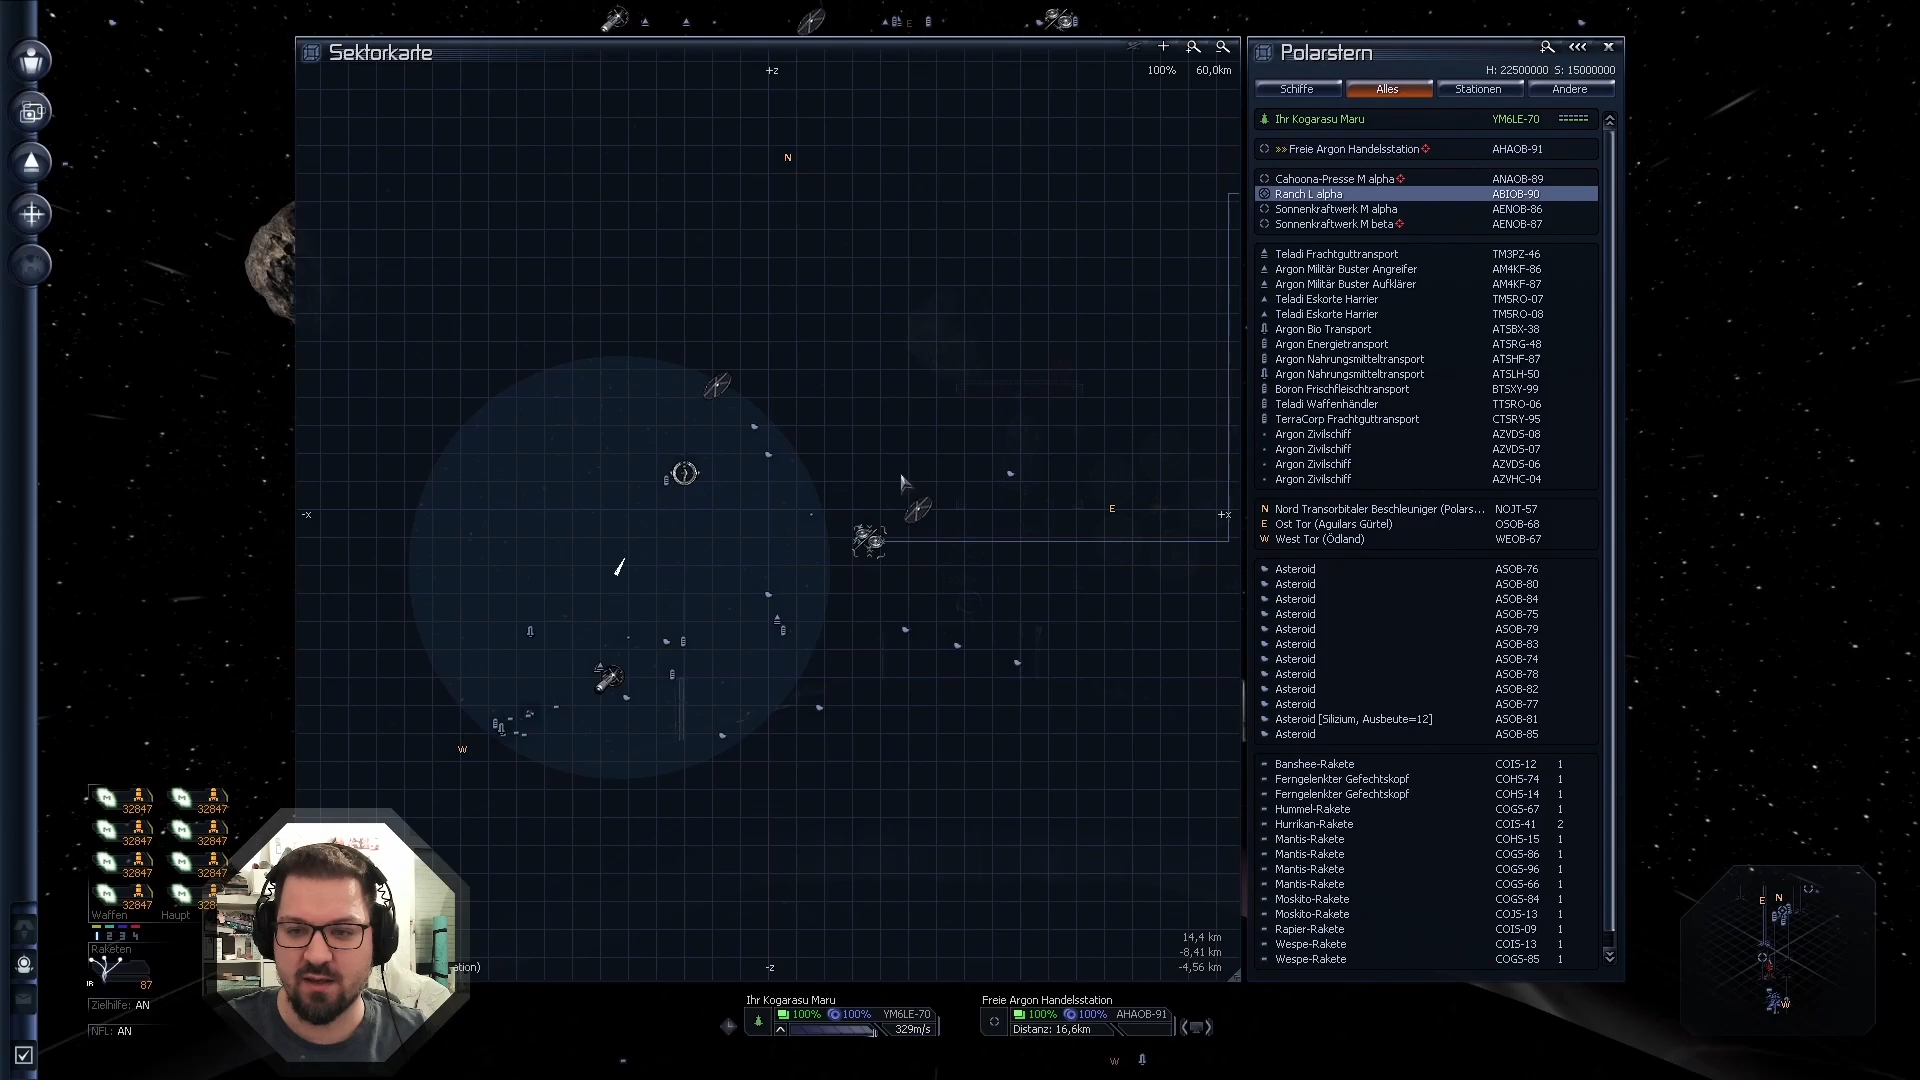 E
Sektorkarte
100% 60,0km
+z
N
-x
+x
E
W
-z
14,4 km
-8,41 km
-4,56 km
ation)
Polarstern
H: 22500000 S: 15000000
Schiffe Alles Stationen Andere
Ihr Kogarasu Maru YM6LE-70
»» Freie Argon Handelsstation AHAOB-91
Cahoona-Presse M alpha ANAOB-89
Ranch L alpha ABIOB-90
Sonnenkraftwerk M alpha AENOB-86
Sonnenkraftwerk M beta AENOB-87
Teladi Frachtguttransport TM3PZ-46
Argon Militär Buster Angreifer AM4KF-86
Argon Militär Buster Aufklärer AM4KF-87
Teladi Eskorte Harrier TM5RO-07
Teladi Eskorte Harrier TM5RO-08
Argon Bio Transport ATSBX-38
Argon Energietransport ATSRG-48
Argon Nahrungsmitteltransport ATSHF-87
Argon Nahrungsmitteltransport ATSLH-50
Boron Frischfleischtransport BTSXY-99
Teladi Waffenhändler TTSRO-06
TerraCorp Frachtguttransport CTSRY-95
Argon Zivilschiff AZVDS-08
Argon Zivilschiff AZVDS-07
Argon Zivilschiff AZVDS-06
Argon Zivilschiff AZVHC-04
N Nord Transorbitaler Beschleuniger (Polars... NOJT-57
E Ost Tor (Aguilars Gürtel) OSOB-68
W West Tor (Ödland) WEOB-67
Asteroid ASOB-76
Asteroid ASOB-80
Asteroid ASOB-84
Asteroid ASOB-75
Asteroid ASOB-79
Asteroid ASOB-83
Asteroid ASOB-74
Asteroid ASOB-78
Asteroid ASOB-82
Asteroid ASOB-77
Asteroid [Silizium, Ausbeute=12] ASOB-81
Asteroid ASOB-85
Banshee-Rakete COIS-12 1
Ferngelenkter Gefechtskopf COHS-74 1
Ferngelenkter Gefechtskopf COHS-14 1
Hummel-Rakete COGS-67 1
Hurrikan-Rakete COIS-41 2
Mantis-Rakete COHS-15 1
Mantis-Rakete COGS-86 1
Mantis-Rakete COGS-96 1
Mantis-Rakete COGS-66 1
Moskito-Rakete COGS-84 1
Moskito-Rakete COJS-13 1
Rapier-Rakete COIS-09 1
Wespe-Rakete COIS-13 1
Wespe-Rakete COGS-85 1
M 32847 M 32847
M 32847 M 32847
M 32847 M 32847
M 32847 M 328
Waffen Haupt
1 2 3 4
Raketen
IR 87
Zielhilfe: AN
NFL: AN
Ihr Kogarasu Maru
100% 100% YM6LE-70
329m/s
Freie Argon Handelsstation
100% 100% AHAOB-91
Distanz: 16,6km
W
E N
W